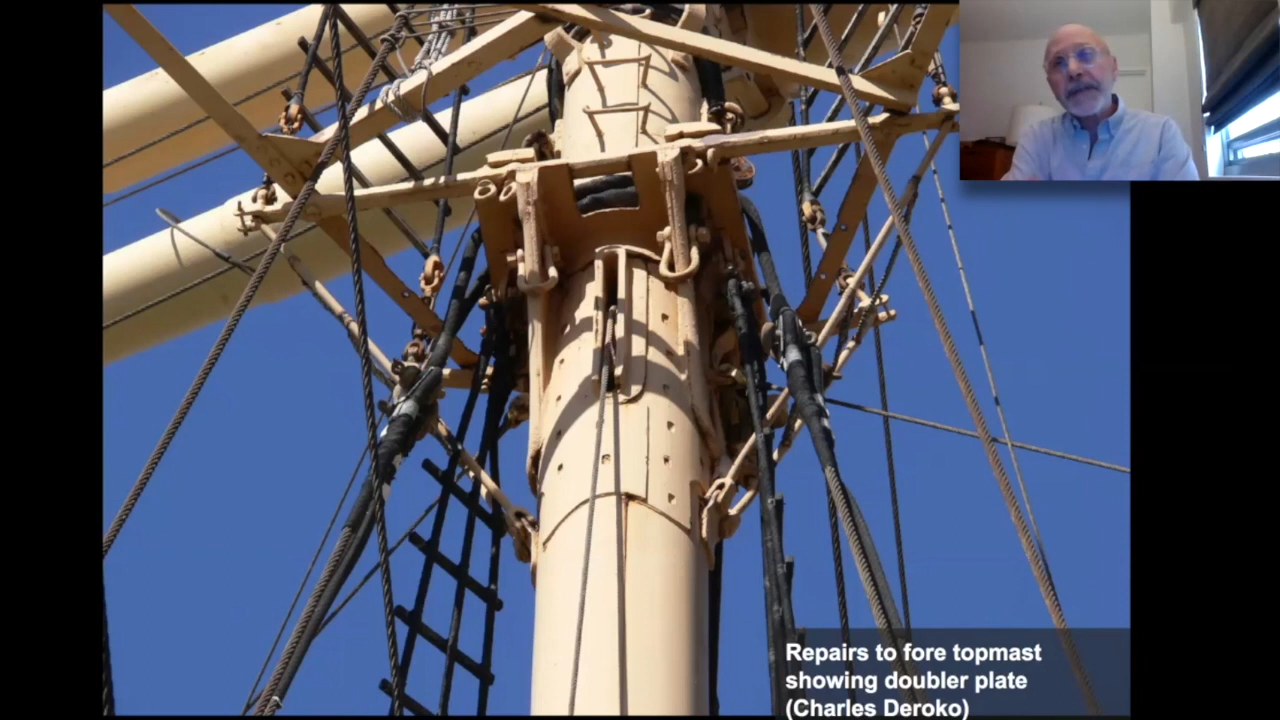 Repairs to fore topmast
showing doubler plate
(Charles Deroko)